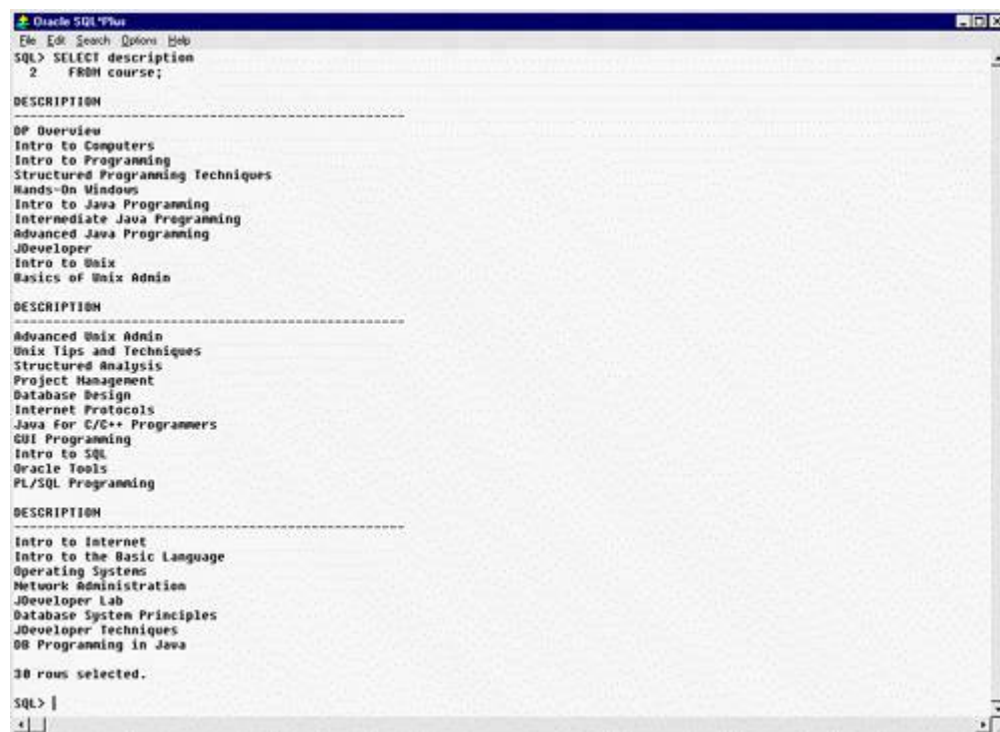 Oracle SQL*Plus
File Edit Search Options Help
SQL> SELECT description
2 FROM course;
DESCRIPTION
--------------------------------------------------
DP Overview
Intro to Computers
Intro to Programming
Structured Programming Techniques
Hands-On Windows
Intro to Java Programming
Intermediate Java Programming
Advanced Java Programming
JDeveloper
Intro to Unix
Basics of Unix Admin
DESCRIPTION
--------------------------------------------------
Advanced Unix Admin
Unix Tips and Techniques
Structured Analysis
Project Management
Database Design
Internet Protocols
Java for C/C++ Programmers
GUI Programming
Intro to SQL
Oracle Tools
PL/SQL Programming
DESCRIPTION
--------------------------------------------------
Intro to Internet
Intro to the Basic Language
Operating Systems
Network Administration
JDeveloper Lab
Database System Principles
JDeveloper Techniques
DB Programming in Java
30 rows selected.
SQL>